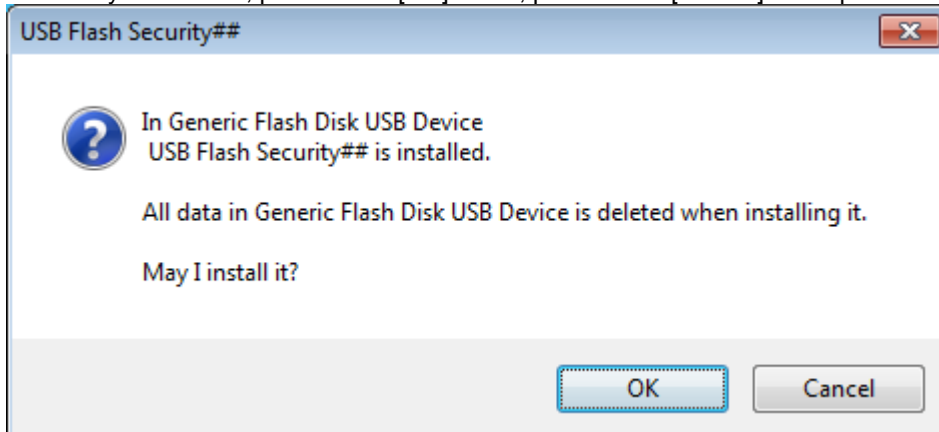 USB Flash Security##
In Generic Flash Disk USB Device
USB Flash Security## is installed.
All data in Generic Flash Disk USB Device is deleted when installing it.
May I install it?
OK
Cancel